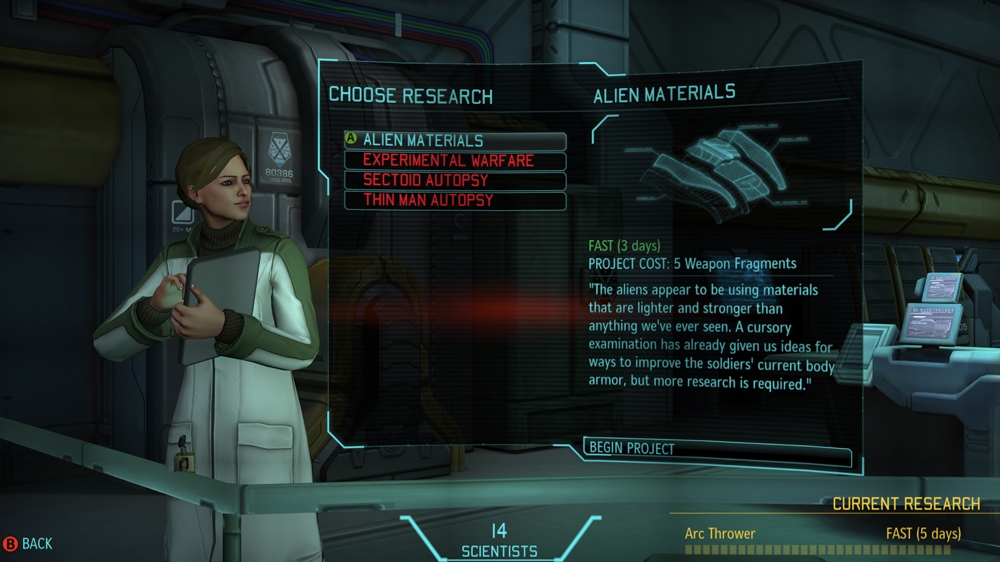 CHOOSE RESEARCH
ALIEN MATERIALS
A ALIEN MATERIALS
EXPERIMENTAL WARFARE
SECTOID AUTOPSY
THIN MAN AUTOPSY
FAST (3 days)
PROJECT COST: 5 Weapon Fragments
"The aliens appear to be using materials
that are lighter and stronger than
anything we've ever seen. A cursory
examination has already given us ideas for
ways to improve the soldiers' current body
armor, but more research is required."
BEGIN PROJECT
80386
CURRENT RESEARCH
Arc Thrower FAST (5 days)
14
SCIENTISTS
B BACK